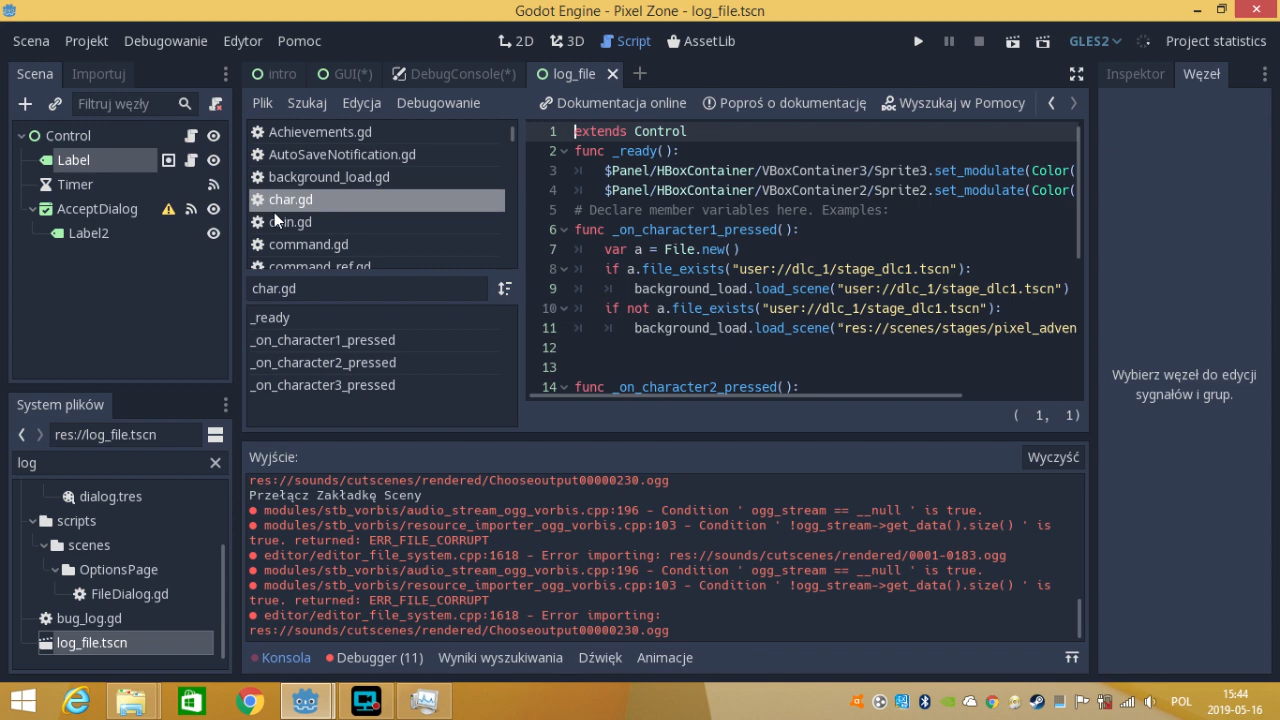 Godot Engine - Pixel Zone - log_file.tscn
Scena Projekt Debugowanie Edytor Pomoc
2D 3D Script AssetLib
GLES2 Project statistics
Scena Importuj
Filtruj węzły
Control
Label
Timer
AcceptDialog
Label2
System plików
res://log_file.tscn
log
dialog.tres
scripts
scenes
OptionsPage
FileDialog.gd
bug_log.gd
log_file.tscn
intro GUI(*) DebugConsole(*) log_file
Plik Szukaj Edycja Debugowanie
Dokumentacja online Poproś o dokumentację Wyszukaj w Pomocy
Achievements.gd
AutoSaveNotification.gd
background_load.gd
char.gd
command.gd
command_ref.gd
char.gd
_ready
_on_character1_pressed
_on_character2_pressed
_on_character3_pressed
1 extends Control
2 func _ready():
3 $Panel/HBoxContainer/VBoxContainer3/Sprite3.set_modulate(Color(
4 $Panel/HBoxContainer/VBoxContainer2/Sprite2.set_modulate(Color(
5 # Declare member variables here. Examples:
6 func _on_character1_pressed():
7 var a = File.new()
8 if a.file_exists("user://dlc_1/stage_dlc1.tscn"):
9 background_load.load_scene("user://dlc_1/stage_dlc1.tscn")
10 if not a.file_exists("user://dlc_1/stage_dlc1.tscn"):
11 background_load.load_scene("res://scenes/stages/pixel_adven
12
13
14 func _on_character2_pressed():
( 1, 1)
Wyjście:
Wyczyść
res://sounds/cutscenes/rendered/Chooseoutput00000230.ogg
Przełącz Zakładkę Sceny
modules/stb_vorbis/audio_stream_ogg_vorbis.cpp:196 - Condition ' ogg_stream == __null ' is true.
modules/stb_vorbis/resource_importer_ogg_vorbis.cpp:103 - Condition ' !ogg_stream->get_data().size() ' is
true. returned: ERR_FILE_CORRUPT
editor/editor_file_system.cpp:1618 - Error importing: res://sounds/cutscenes/rendered/0001-0183.ogg
modules/stb_vorbis/audio_stream_ogg_vorbis.cpp:196 - Condition ' ogg_stream == __null ' is true.
modules/stb_vorbis/resource_importer_ogg_vorbis.cpp:103 - Condition ' !ogg_stream->get_data().size() ' is
true. returned: ERR_FILE_CORRUPT
editor/editor_file_system.cpp:1618 - Error importing:
res://sounds/cutscenes/rendered/Chooseoutput00000230.ogg
Konsola Debugger (11) Wyniki wyszukiwania Dźwięk Animacje
Inspektor Węzeł
Wybierz węzeł do edycji
sygnałów i grup.
POL
15:44
2019-05-16